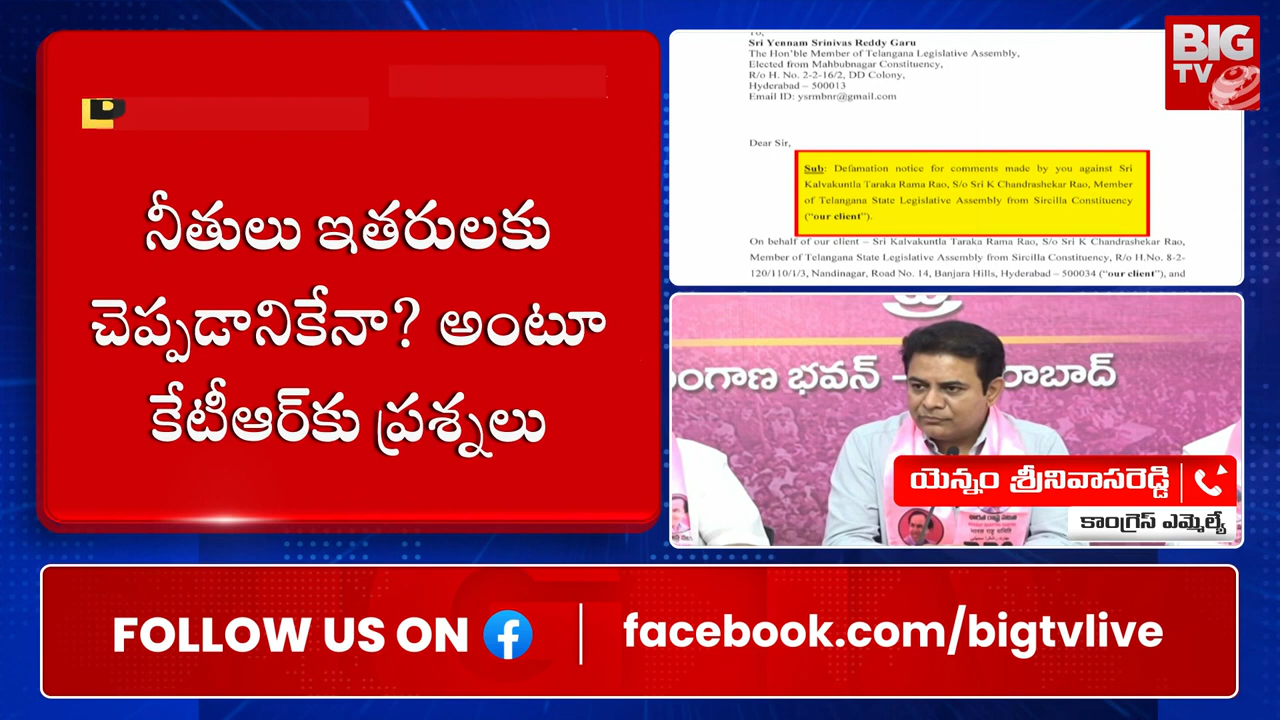 నీతులు ఇతరులకు
చెప్పడానికేనా? అంటూ
కేటీఆర్‌కు ప్రశ్నలు
To,
Sri Yennam Srinivas Reddy Garu
The Hon'ble Member of Telangana Legislative Assembly,
Elected from Mahbubnagar Constituency,
R/o H. No. 2-2-16/2, DD Colony,
Hyderabad – 500013
Email ID: ysrmbnr@gmail.com
Dear Sir,
Sub: Defamation notice for comments made by you against Sri
Kalvakuntla Taraka Rama Rao, S/o Sri K Chandrashekar Rao, Member
of Telangana State Legislative Assembly from Sircilla Constituency
("our client").
On behalf of our client – Sri Kalvakuntla Taraka Rama Rao, S/o Sri K Chandrashekar Rao,
Member of Telangana State Legislative Assembly from Sircilla Constituency, R/o H.No. 8-2-
120/110/1/3, Nandinagar, Road No. 14, Banjara Hills, Hyderabad – 500034 ("our client"), and
BIG
TV
భవన్ –
యెన్నం శ్రీనివాసరెడ్డి
కాంగ్రెస్ ఎమ్మెల్యే
FOLLOW US ON
facebook.com/bigtvlive